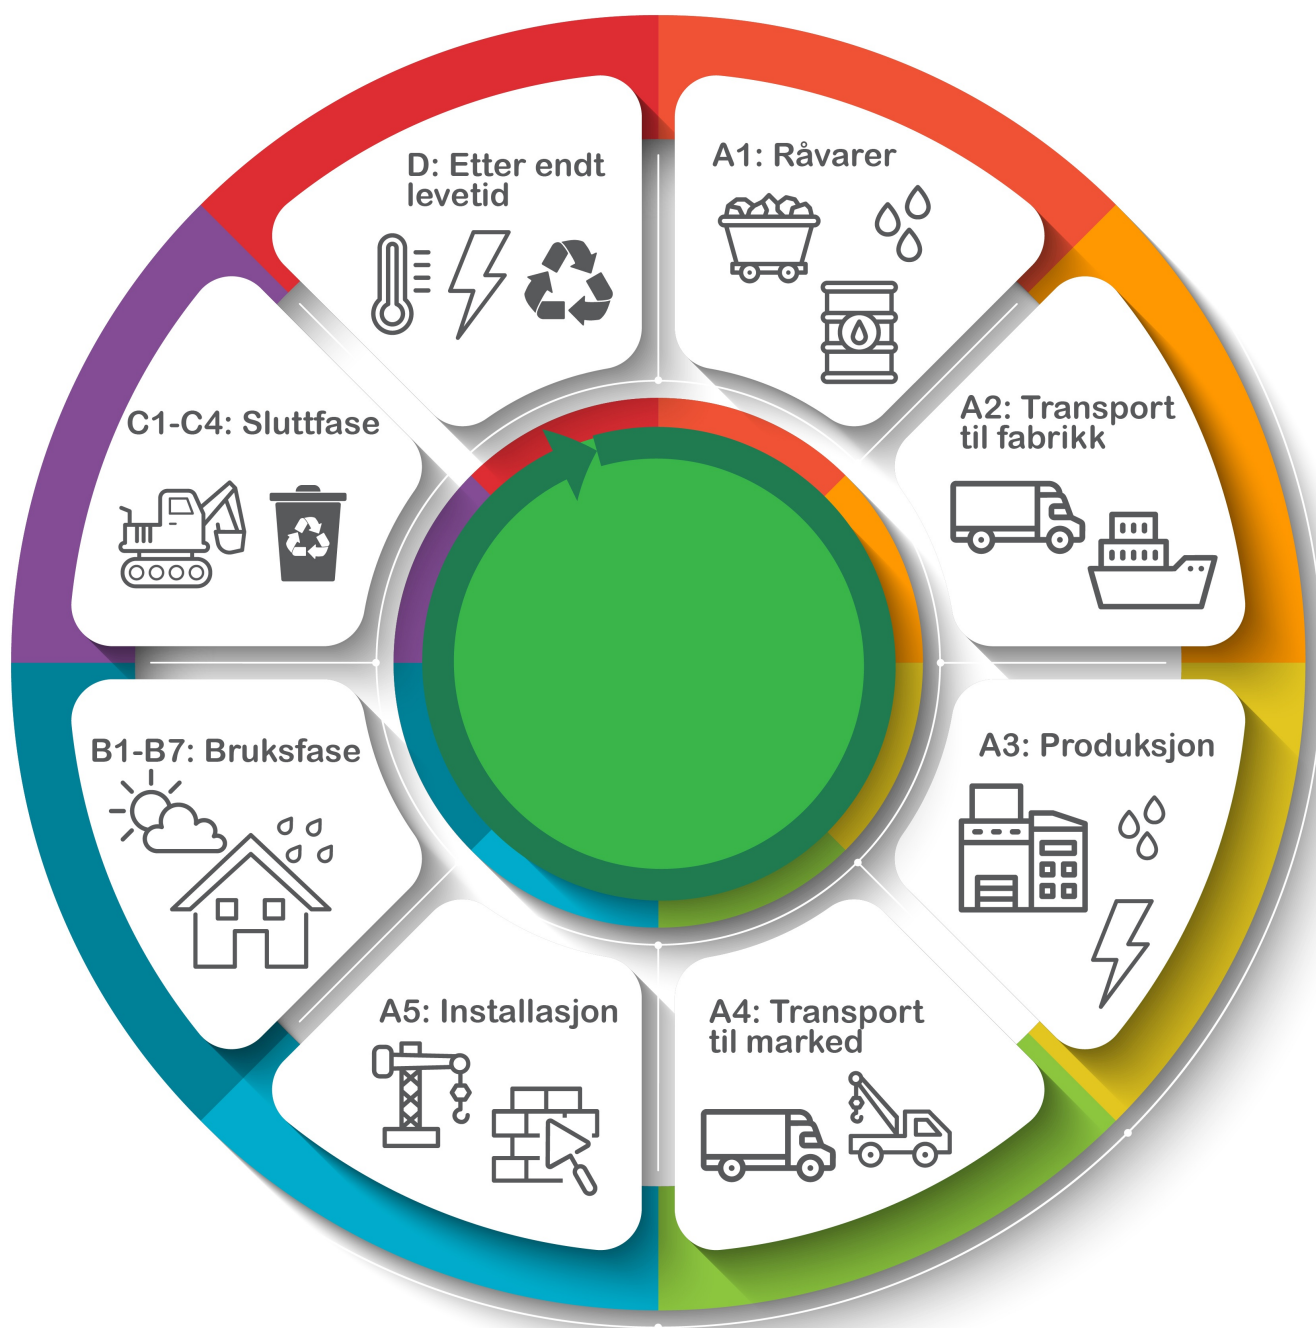 A1: Råvarer
A2: Transport
til fabrikk
A3: Produksjon
A4: Transport
til marked
A5: Installasjon
B1-B7: Bruksfase
C1-C4: Sluttfase
D: Etter endt
levetid